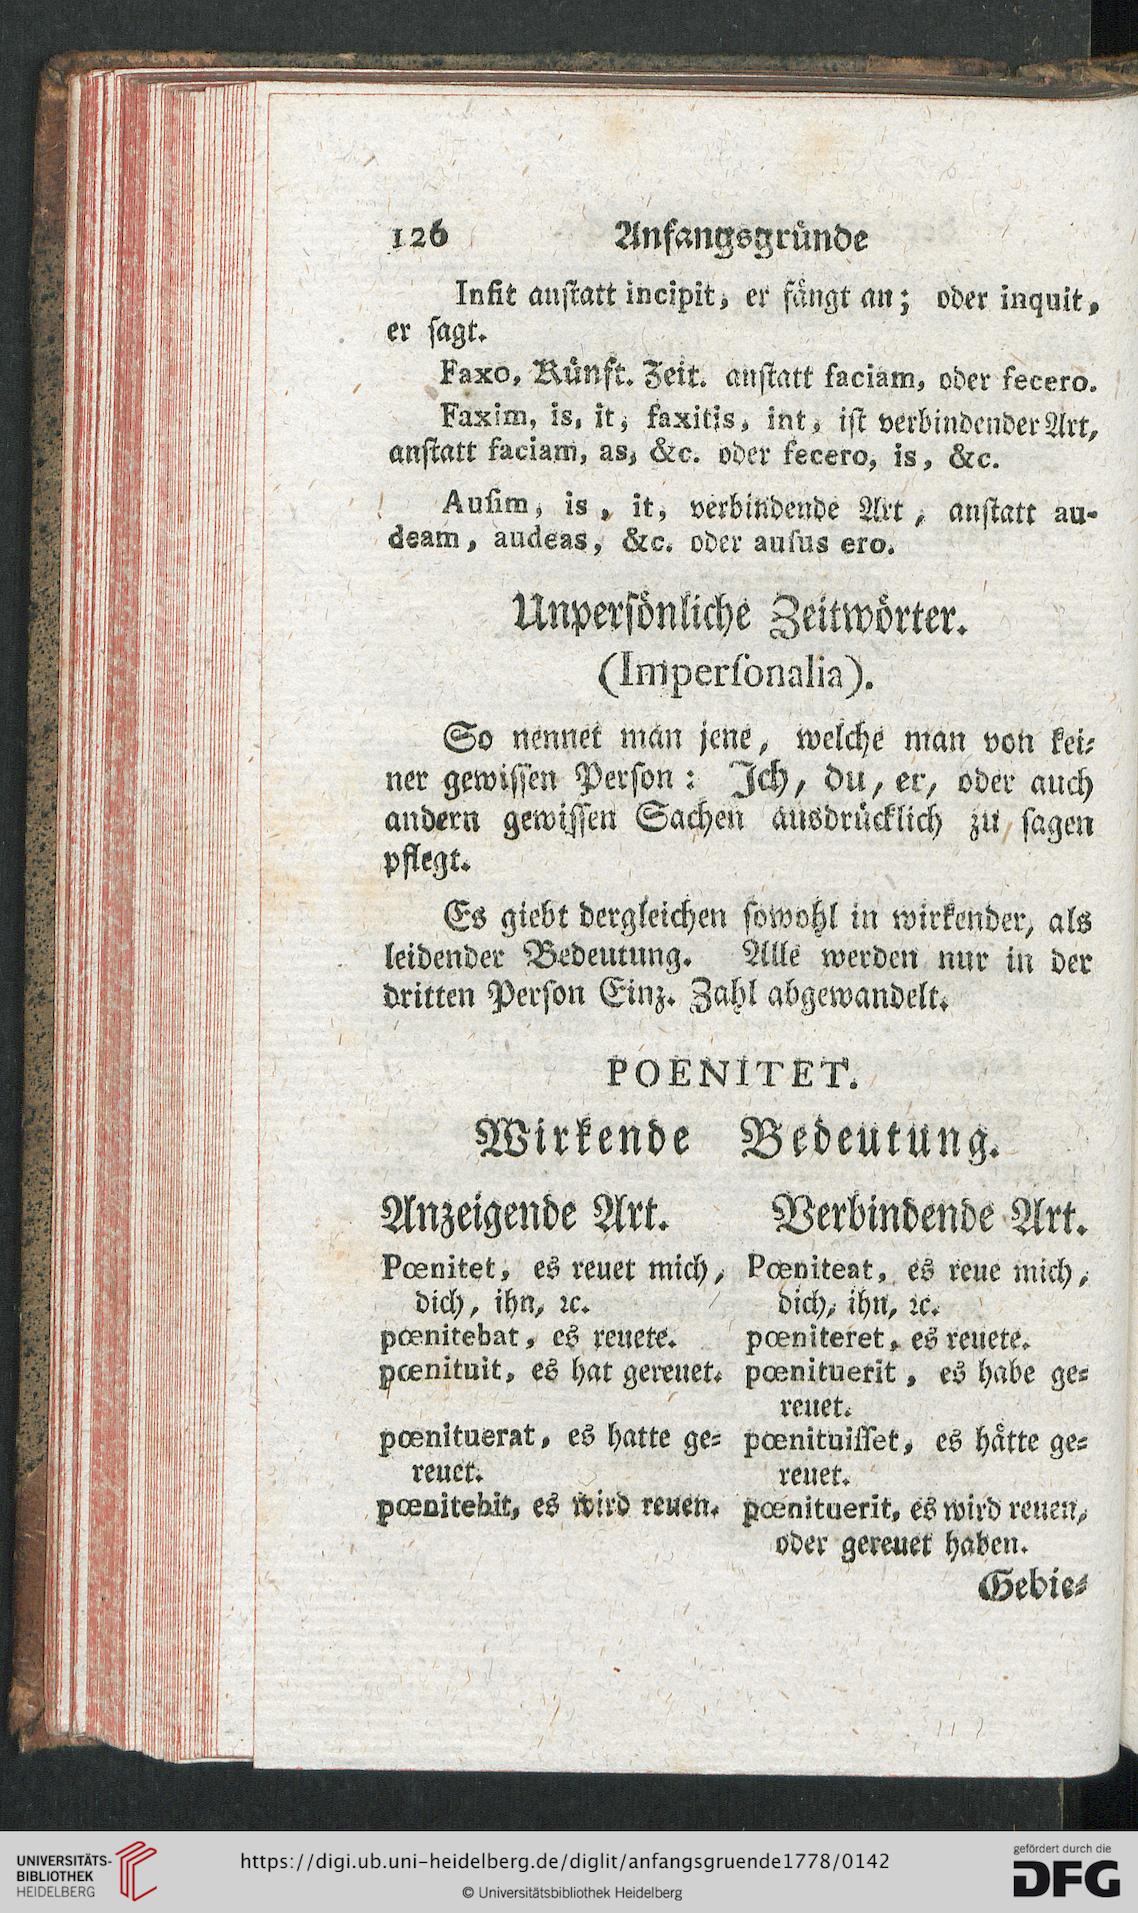 126 Anfangsgründe
Infit anſtatt incipit, er fängt an; oder inquit,
er ſagt.
Faxo, Künft. Zeit. anſtatt faciam, oder fecero.
Faxim, is, it, faxitis, int, iſt verbindender Art,
anſtatt faciam, as, &c. oder fecero, is, &c.
Auſim, is, it, verbindende Art, anſtatt au-
deam, audeas, &c. oder auſus ero.
Unperſönliche Zeitwörter.
(Imperſonalia).
So nennet man jene, welche man von kei-
ner gewiſſen Perſon: Ich, du, er, oder auch
andern gewiſſen Sachen ausdrücklich zu ſagen
pflegt.
Es giebt dergleichen ſowohl in wirkender, als
leidender Bedeutung. Alle werden nur in der
dritten Perſon Einz. Zahl abgewandelt.
POENITET.
Wirkende Bedeutung.
Anzeigende Art.
Pœnitet, es reuet mich,
dich, ihn, ꝛc.
pœnitebat, es reuete.
pœnituit, es hat gereuet.
pœnituerat, es hatte ge-
reuet.
pœnitebit, es wird reuen.
Verbindende Art.
Pœniteat, es reue mich,
dich, ihn, ꝛc.
pœniteret, es reuete.
pœnituerit, es habe ge-
reuet.
pœnituiſſet, es hätte ge-
reuet.
pœnituerit, es wird reuen,
oder gereuet haben.
Gebie-
UNIVERSITÄTS-
BIBLIOTHEK
HEIDELBERG
https://digi.ub.uni-heidelberg.de/diglit/anfangsgruende1778/0142
© Universitätsbibliothek Heidelberg
gefördert durch die
DFG